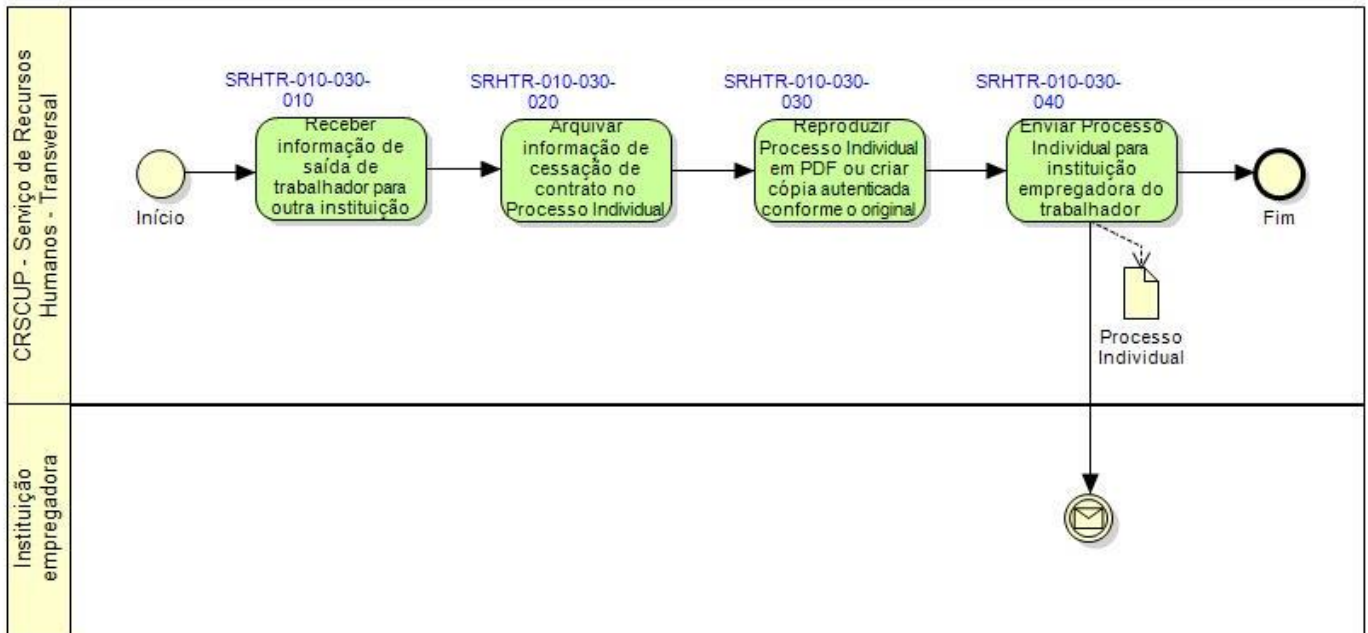 CRSCUP - Serviço de Recursos
Humanos - Transversal
SRHTR-010-030-
010
Receber
informação de
saída de
trabalhador para
outra instituição
SRHTR-010-030-
020
Arquivar
informação de
cessação de
contrato no
Processo Individual
SRHTR-010-030-
030
Reproduzir
Processo Individual
em PDF ou criar
cópia autenticada
conforme o original
SRHTR-010-030-
040
Enviar Processo
Individual para
instituição
empregadora do
trabalhador
Início
Fim
Processo
Individual
Instituição
empregadora